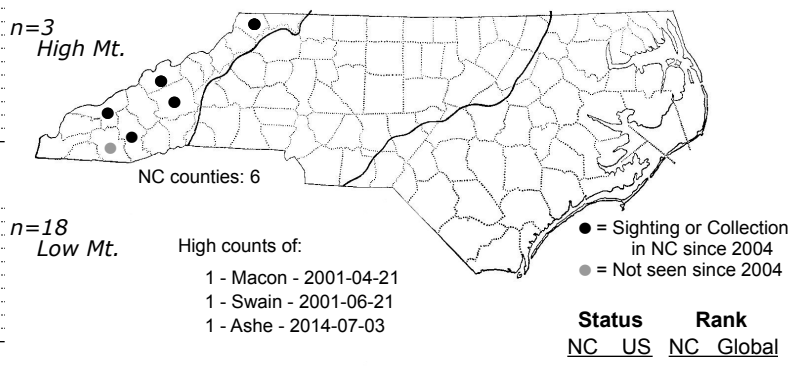 n=3
High Mt.
NC counties: 6
n=18
Low Mt.
High counts of:
1 - Macon - 2001-04-21
1 - Swain - 2001-06-21
1 - Ashe - 2014-07-03
= Sighting or Collection
in NC since 2004
= Not seen since 2004
Status Rank
NC US NC Global